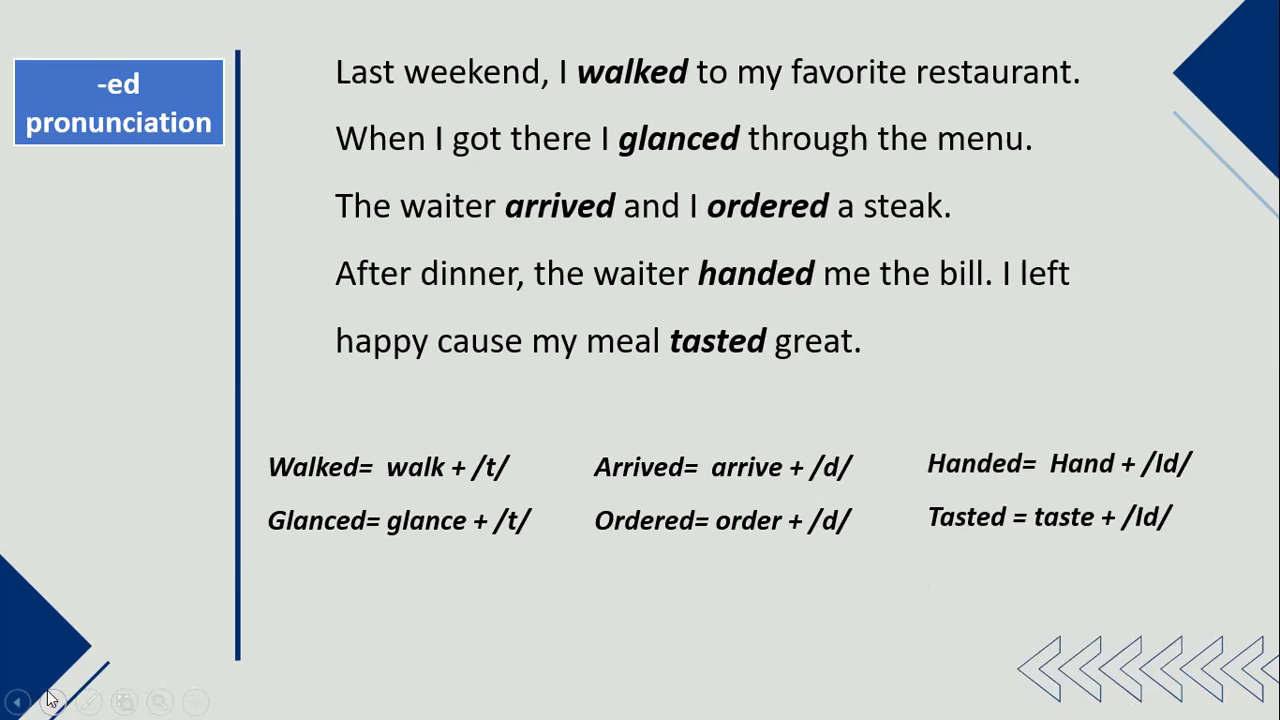 -ed
pronunciation
Last weekend, I walked to my favorite restaurant.
When I got there I glanced through the menu.
The waiter arrived and I ordered a steak.
After dinner, the waiter handed me the bill. I left
happy cause my meal tasted great.
Walked=  walk + /t/
Glanced= glance + /t/
Arrived=  arrive + /d/
Ordered= order + /d/
Handed=  Hand + /Id/
Tasted = taste + /Id/